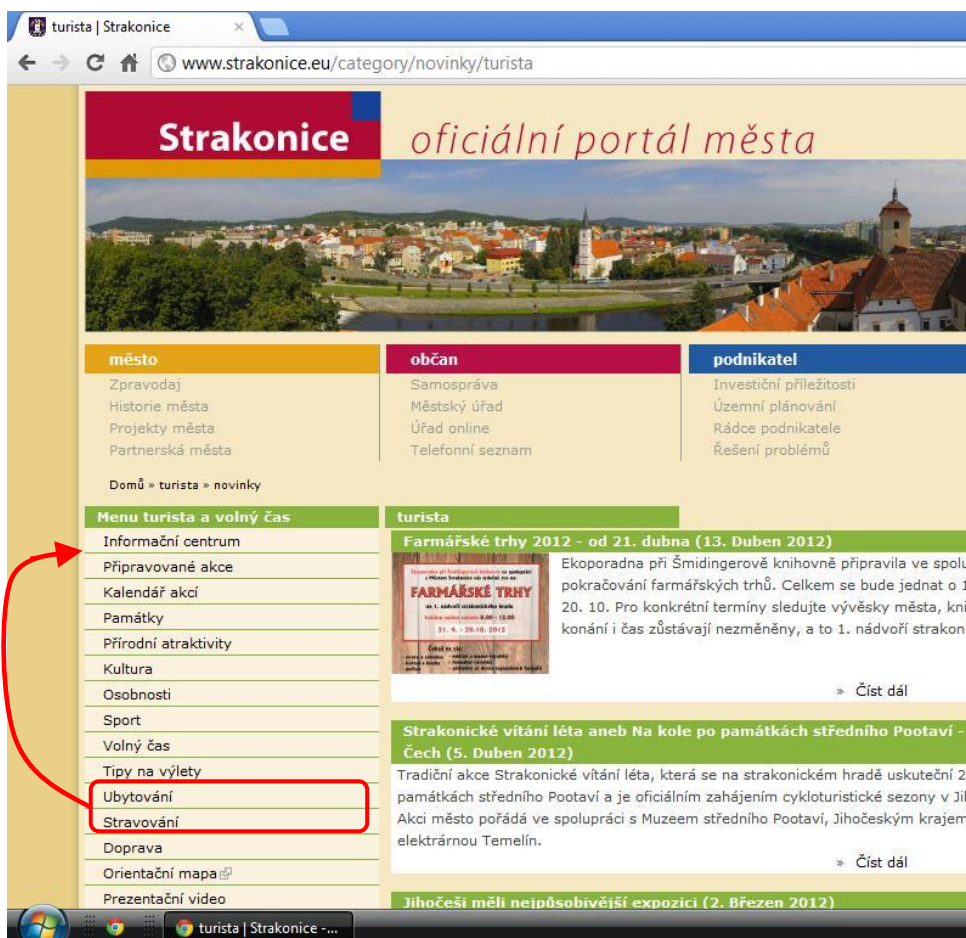 turista | Strakonice
www.strakonice.eu/category/novinky/turista
Strakonice
oficiální portál města
město
Zpravodaj
Historie města
Projekty města
Partnerská města
občan
Samospráva
Městský úřad
Úřad online
Telefonní seznam
podnikatel
Investiční příležitosti
Územní plánování
Rádce podnikatele
Řešení problémů
Domů » turista » novinky
Menu turista a volný čas
Informační centrum
Připravované akce
Kalendář akcí
Památky
Přírodní atraktivity
Kultura
Osobnosti
Sport
Volný čas
Tipy na výlety
Ubytování
Stravování
Doprava
Orientační mapa
Prezentační video
turista
Farmářské trhy 2012 - od 21. dubna (13. Duben 2012)
FARMÁŘSKÉ TRHY
na 1. nádvoří strakonického hradu
21. 4. - 20.10. 2012
Ekoporadna při Šmidingerově knihovně připravila ve spolu
pokračování farmářských trhů. Celkem se bude jednat o 1
20. 10. Pro konkrétní termíny sledujte vývěsky města, kni
konání i čas zůstávají nezměněny, a to 1. nádvoří strakon
» Číst dál
Strakonické vítání léta aneb Na kole po památkách středního Pootaví -
Čech (5. Duben 2012)
Tradiční akce Strakonické vítání léta, která se na strakonickém hradě uskuteční 2
památkách středního Pootaví a je oficiálním zahájením cykloturistické sezony v Ji
Akci město pořádá ve spolupráci s Muzeem středního Pootaví, Jihočeským krajem
elektrárnou Temelín.
» Číst dál
Jihočeši měli nejpůsobivější expozici (2. Březen 2012)
turista | Strakonice -...